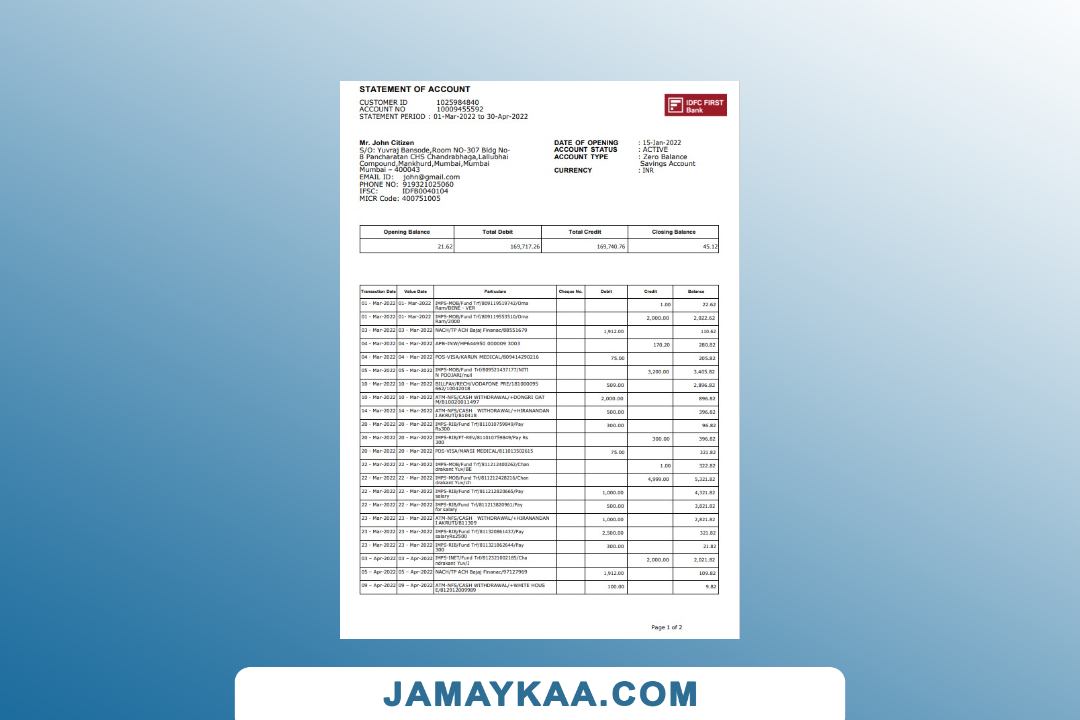 STATEMENT OF ACCOUNT
CUSTOMER ID 1025984840
ACCOUNT NO 10009455592
STATEMENT PERIOD : 01-Mar-2022 to 30-Apr-2022
IDFC FIRST
Bank
Mr. John Citizen
S/O: Yuvraj Bansode,Room NO-307 Bldg No-
8 Pancharatan CHS Chandrabhaga,Lallubhai
Compound,Mankhurd,Mumbai,Mumbai
Mumbai – 400043
EMAIL ID: john@gmail.com
PHONE NO: 919321025060
IFSC: IDFB0040104
MICR Code: 400751005
DATE OF OPENING : 15-Jan-2022
ACCOUNT STATUS : ACTIVE
ACCOUNT TYPE : Zero Balance
Savings Account
CURRENCY : INR
Opening Balance Total Debit Total Credit Closing Balance
21.62 169,717.26 169,740.76 45.12
Transaction Date Value Date Particulars Cheque No. Debit Credit Balance
01 - Mar-2022 01- Mar-2022 IMPS-MOB/Fund Trf/809119519742/Oma 1.00 22.62
Ram/BENE - VER
01 - Mar-2022 01- Mar-2022 IMPS-MOB/Fund Trf/809119553510/Oma 2,000.00 2,022.62
Ram/2000
03 - Mar-2022 03 - Mar-2022 NACH/TP ACH Bajaj Finanac/88551679 1,912.00 110.62
04 - Mar-2022 04 - Mar-2022 APB-INW/HPE44950 000009 3D03 170.20 280.82
04 - Mar-2022 04 - Mar-2022 POS-VISA/KARUN MEDICAL/809414290216 75.00 205.82
05 - Mar-2022 05 - Mar-2022 IMPS-MOB/Fund Trf/809521437177/NITI 3,200.00 3,405.82
N POOJARI/null
10 - Mar-2022 10 - Mar-2022 BILLPAY/RECH/VODAFONE PRE/181000095 509.00 2,896.82
662/10042018
10 - Mar-2022 10 - Mar-2022 ATM-NFS/CASH WITHDRAWAL/+DONGRI OAT 2,000.00 896.82
M/810020011497
14 - Mar-2022 14 - Mar-2022 ATM-NFS/CASH WITHDRAWAL/+HIRANANDAN 500.00 396.82
I AKRUTI/810418
20 - Mar-2022 20 - Mar-2022 IMPS-RIB/Fund Trf/811010759849/Pay 300.00 96.82
Rs300
20 - Mar-2022 20 - Mar-2022 IMPS-RIB/FT-REV/811010759849/Pay Rs 300.00 396.82
300
20 - Mar-2022 20 - Mar-2022 POS-VISA/MANSI MEDICAL/811013502615 75.00 321.82
22 - Mar-2022 22 - Mar-2022 IMPS-MOB/Fund Trf/811212400262/Chan 1.00 322.82
drakant Yuv/BE
22 - Mar-2022 22 - Mar-2022 IMPS-MOB/Fund Trf/811212428216/Chan 4,999.00 5,321.82
drakant Yuv/ch
22 - Mar-2022 22 - Mar-2022 IMPS-RIB/Fund Trf/811212820665/Pay 1,000.00 4,321.82
salary
22 - Mar-2022 22 - Mar-2022 IMPS-RIB/Fund Trf/811213820961/Pay 500.00 3,821.82
for salary
23 - Mar-2022 23 - Mar-2022 ATM-NFS/CASH WITHDRAWAL/+HIRANANDAN 1,000.00 2,821.82
I AKRUTI/811309
23 - Mar-2022 23 - Mar-2022 IMPS-RIB/Fund Trf/811320861437/Pay 2,500.00 321.82
salaryRs2500
23 - Mar-2022 23 - Mar-2022 IMPS-RIB/Fund Trf/811321862644/Pay 300.00 21.82
300
03 - Apr-2022 03 - Apr-2022 IMPS-INET/Fund Trf/812321002165/Cha 2,000.00 2,021.82
ndrakant Yuv/I
05 - Apr-2022 05 - Apr-2022 NACH/TP ACH Bajaj Finanac/97127969 1,912.00 109.82
09 - Apr-2022 09 - Apr-2022 ATM-NFS/CASH WITHDRAWAL/+WHITE HOUS 100.00 9.82
E/812912009989
Page 1 of 2
JAMAYKAA.COM